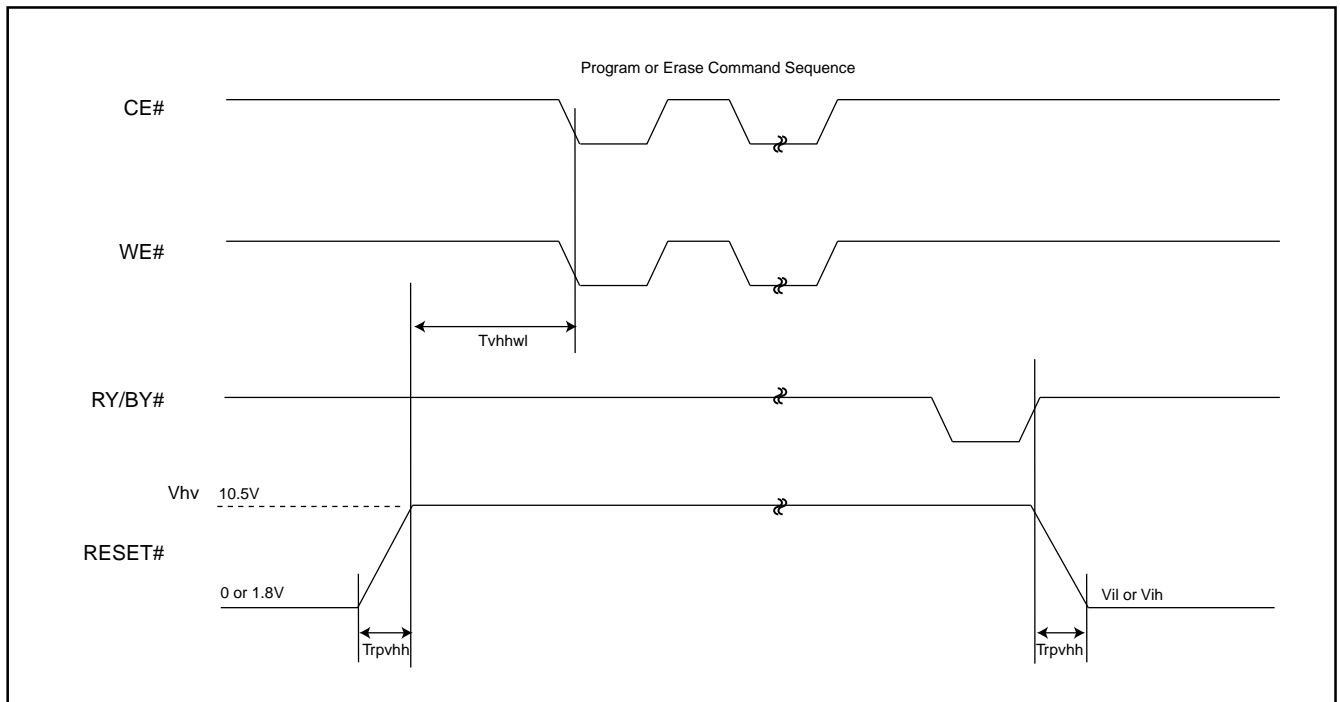 Program or Erase Command Sequence
CE#
WE#
Tvhhwl
RY/BY#
Vhv 10.5V
RESET#
0 or 1.8V
Vil or Vih
Trpvhh
Trpvhh